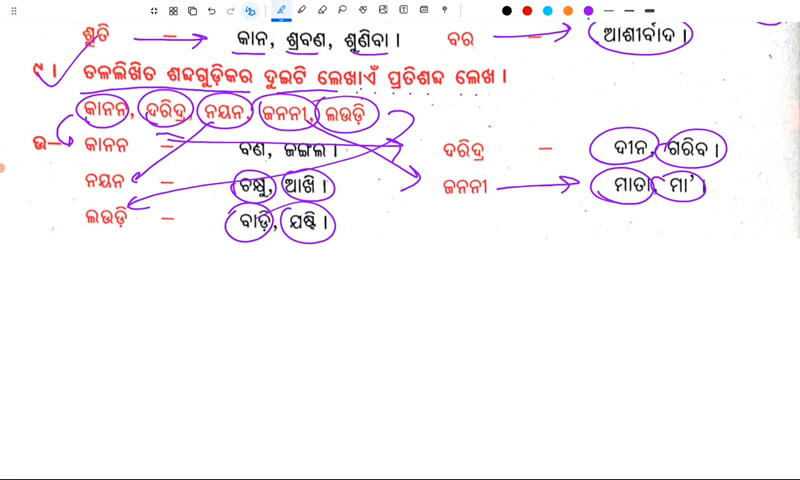 ଶ୍ରୁତି — କାନ, ଶ୍ରବଣ, ଶୁଣିବା । ବର — ଆଶୀର୍ବାଦ ।
୯ । ତଳଲିଖିତ ଶବ୍ଦଗୁଡ଼ିକର ଦୁଇଟି ଲେଖାଏଁ ପ୍ରତିଶବ୍ଦ ଲେଖ ।
କାନନ, ଦରିଦ୍ର, ନୟନ, ଜନନୀ, ଲଉଡ଼ି
ଉ— କାନନ — ବଣ, ଜଙ୍ଗଲ । ଦରିଦ୍ର — ଦୀନ, ଗରିବ ।
ନୟନ — ଚକ୍ଷୁ, ଆଖି । ଜନନୀ — ମାତା, ମା’ ।
ଲଉଡ଼ି — ବାଡ଼ି, ଯଷ୍ଟି ।